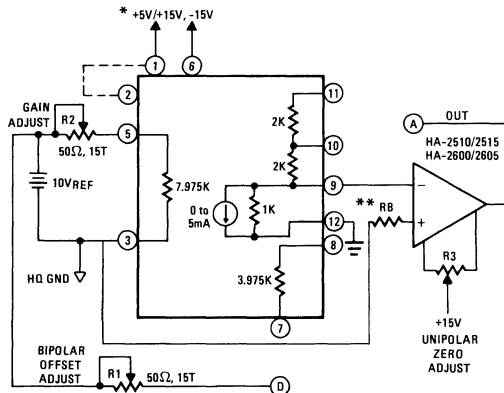 * +5V/+15V, -15V
1
6
2
11
GAIN
ADJUST
R2
5
50Ω, 15T
2K
10
2K
10VREF
7.975K
9
0 to
5mA
1K
12
** RB
3
8
HQ GND
3.975K
7
A
OUT
HA-2510/2515
HA-2600/2605
−
+
R3
+15V
UNIPOLAR
ZERO
ADJUST
BIPOLAR
OFFSET
ADJUST
R1
50Ω, 15T
D